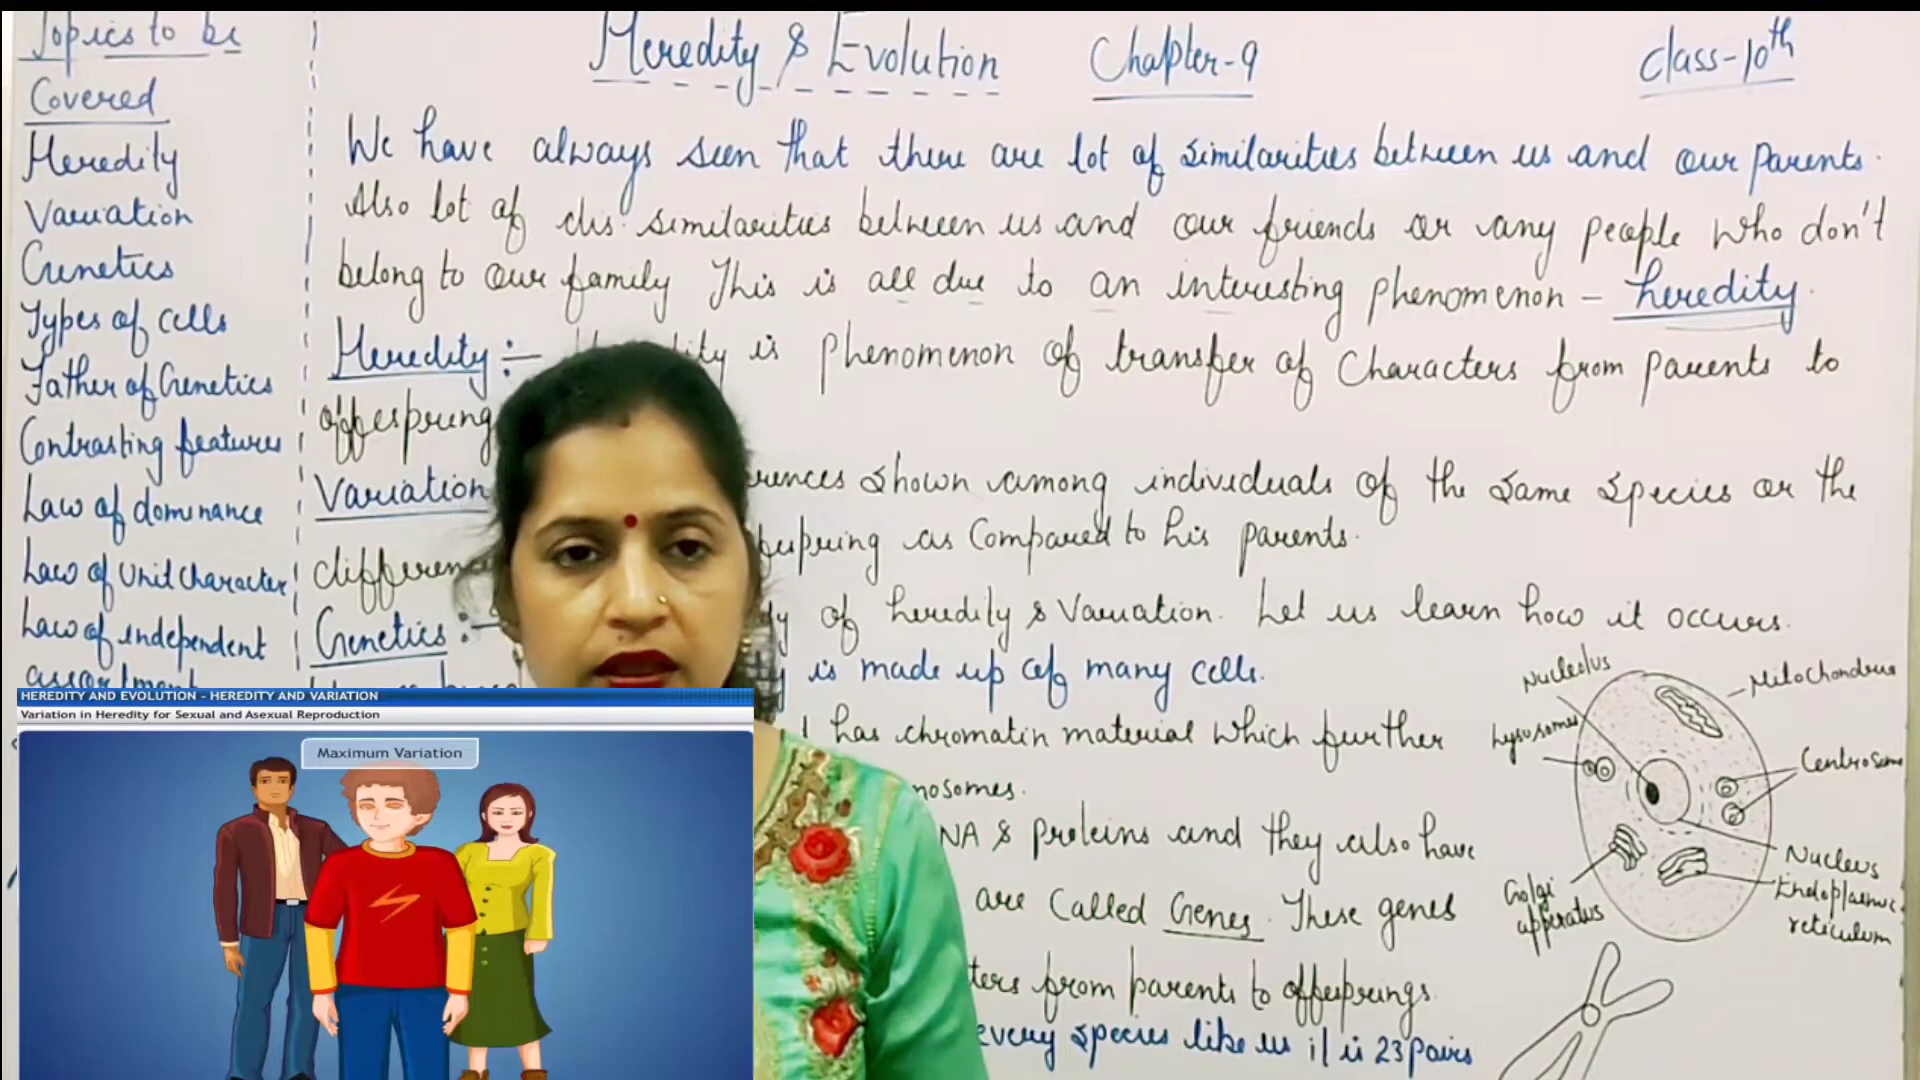 Topics to be
Covered
Heredity
Variation
Genetics
Types of cells
Father of Genetics
Contrasting features
Law of dominance
Law of Unit Character
Law of independent
assortment
Heredity & Evolution Chapter-9 Class-10th
We have always seen that there are lot of similarities between us and our parents.
Also lot of dis-similarities between us and our friends or any people who don't
belong to our family This is all due to an interesting phenomenon – heredity.
Heredity:– is phenomenon of transfer of Characters from parents to
offespring
Variation shown among individuals of the same species or the
as Compared to his parents.
Genetics:– of heredity & Variation. Let us learn how it occurs.
is made up of many cells.
has chromatin material which further
& proteins and they also have
are Called Genes. These genes
from parents to offesprings.
every species like us it is 23 pairs
Nucleolus
Mitochondria
Lysosomes
Centrosome
Nucleus
Golgi
apparatus
Endoplasmic
reticulum
HEREDITY AND EVOLUTION - HEREDITY AND VARIATION
Variation in Heredity for Sexual and Asexual Reproduction
Maximum Variation